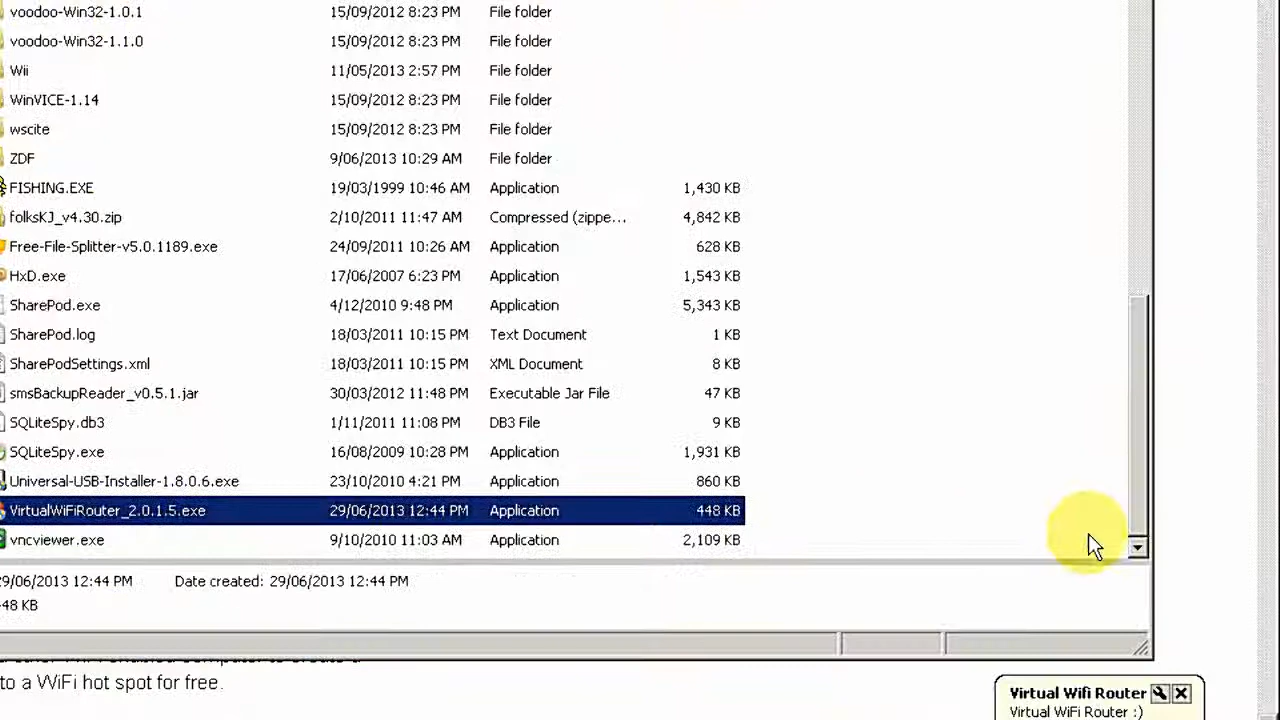 voodoo-Win32-1.0.1 15/09/2012 8:23 PM File folder
voodoo-Win32-1.1.0 15/09/2012 8:23 PM File folder
Wii 11/05/2013 2:57 PM File folder
WinVICE-1.14 15/09/2012 8:23 PM File folder
wscite 15/09/2012 8:23 PM File folder
ZDF 9/06/2013 10:29 AM File folder
FISHING.EXE 19/03/1999 10:46 AM Application 1,430 KB
folksKJ_v4.30.zip 2/10/2011 11:47 AM Compressed (zippe... 4,842 KB
Free-File-Splitter-v5.0.1189.exe 24/09/2011 10:26 AM Application 628 KB
HxD.exe 17/06/2007 6:23 PM Application 1,543 KB
SharePod.exe 4/12/2010 9:48 PM Application 5,343 KB
SharePod.log 18/03/2011 10:15 PM Text Document 1 KB
SharePodSettings.xml 18/03/2011 10:15 PM XML Document 8 KB
smsBackupReader_v0.5.1.jar 30/03/2012 11:48 PM Executable Jar File 47 KB
SQLiteSpy.db3 1/11/2011 11:08 PM DB3 File 9 KB
SQLiteSpy.exe 16/08/2009 10:28 PM Application 1,931 KB
Universal-USB-Installer-1.8.0.6.exe 23/10/2010 4:21 PM Application 860 KB
VirtualWiFiRouter_2.0.1.5.exe 29/06/2013 12:44 PM Application 448 KB
vncviewer.exe 9/10/2010 11:03 AM Application 2,109 KB
29/06/2013 12:44 PM Date created: 29/06/2013 12:44 PM
48 KB
to a WiFi hot spot for free.
Virtual Wifi Router
Virtual WiFi Router :)